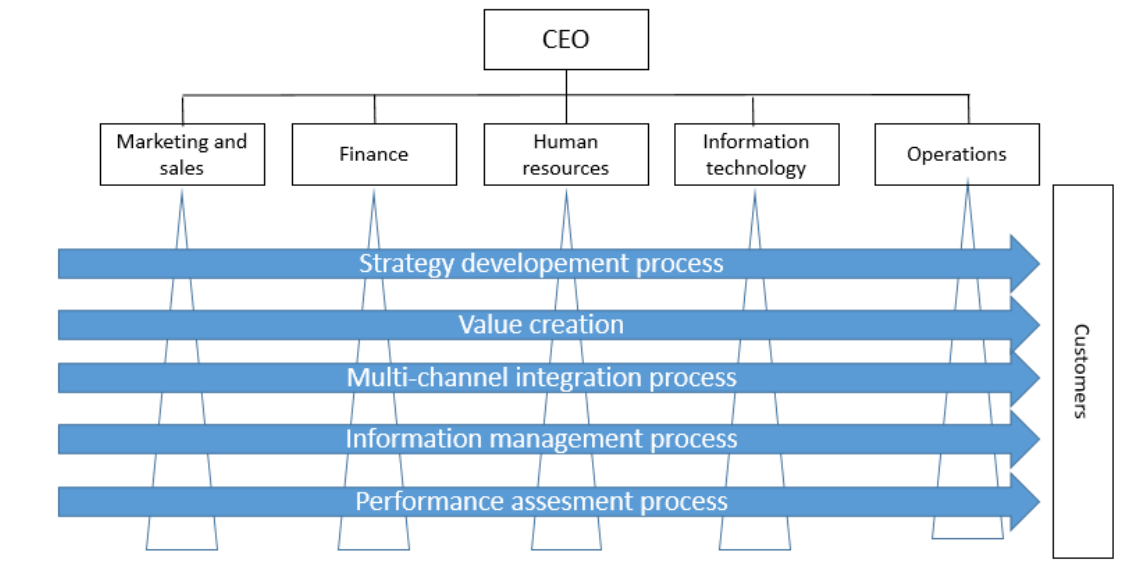 CEO
Marketing and
sales
Finance
Human
resources
Information
technology
Operations
Strategy developement process
Value creation
Multi-channel integration process
Information management process
Performance assesment process
Customers